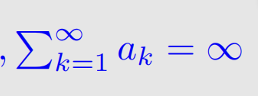 , ∑_{k=1}^{∞} a_k = ∞